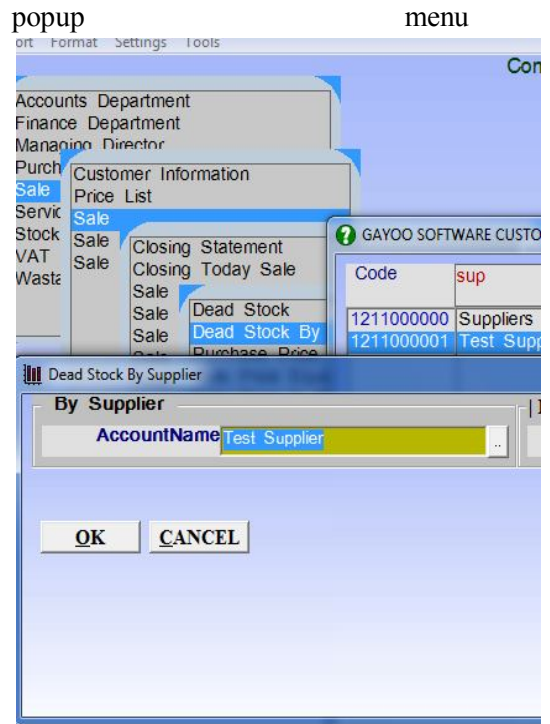 popup menu
ort Format Settings Tools
Con
Accounts Department
Finance Department
Managing Director
Purch
Sale
Servic
Stock
VAT
Wasta
Customer Information
Price List
Sale
Sale
Sale
Closing Statement
Closing Today Sale
Sale
Sale
Sale
Dead Stock
Dead Stock By
Purchase Price
GAYOO SOFTWARE CUSTO
Code sup
1211000000 Suppliers
1211000001 Test Supp
Dead Stock By Supplier
By Supplier
AccountName Test Supplier ..
OK CANCEL